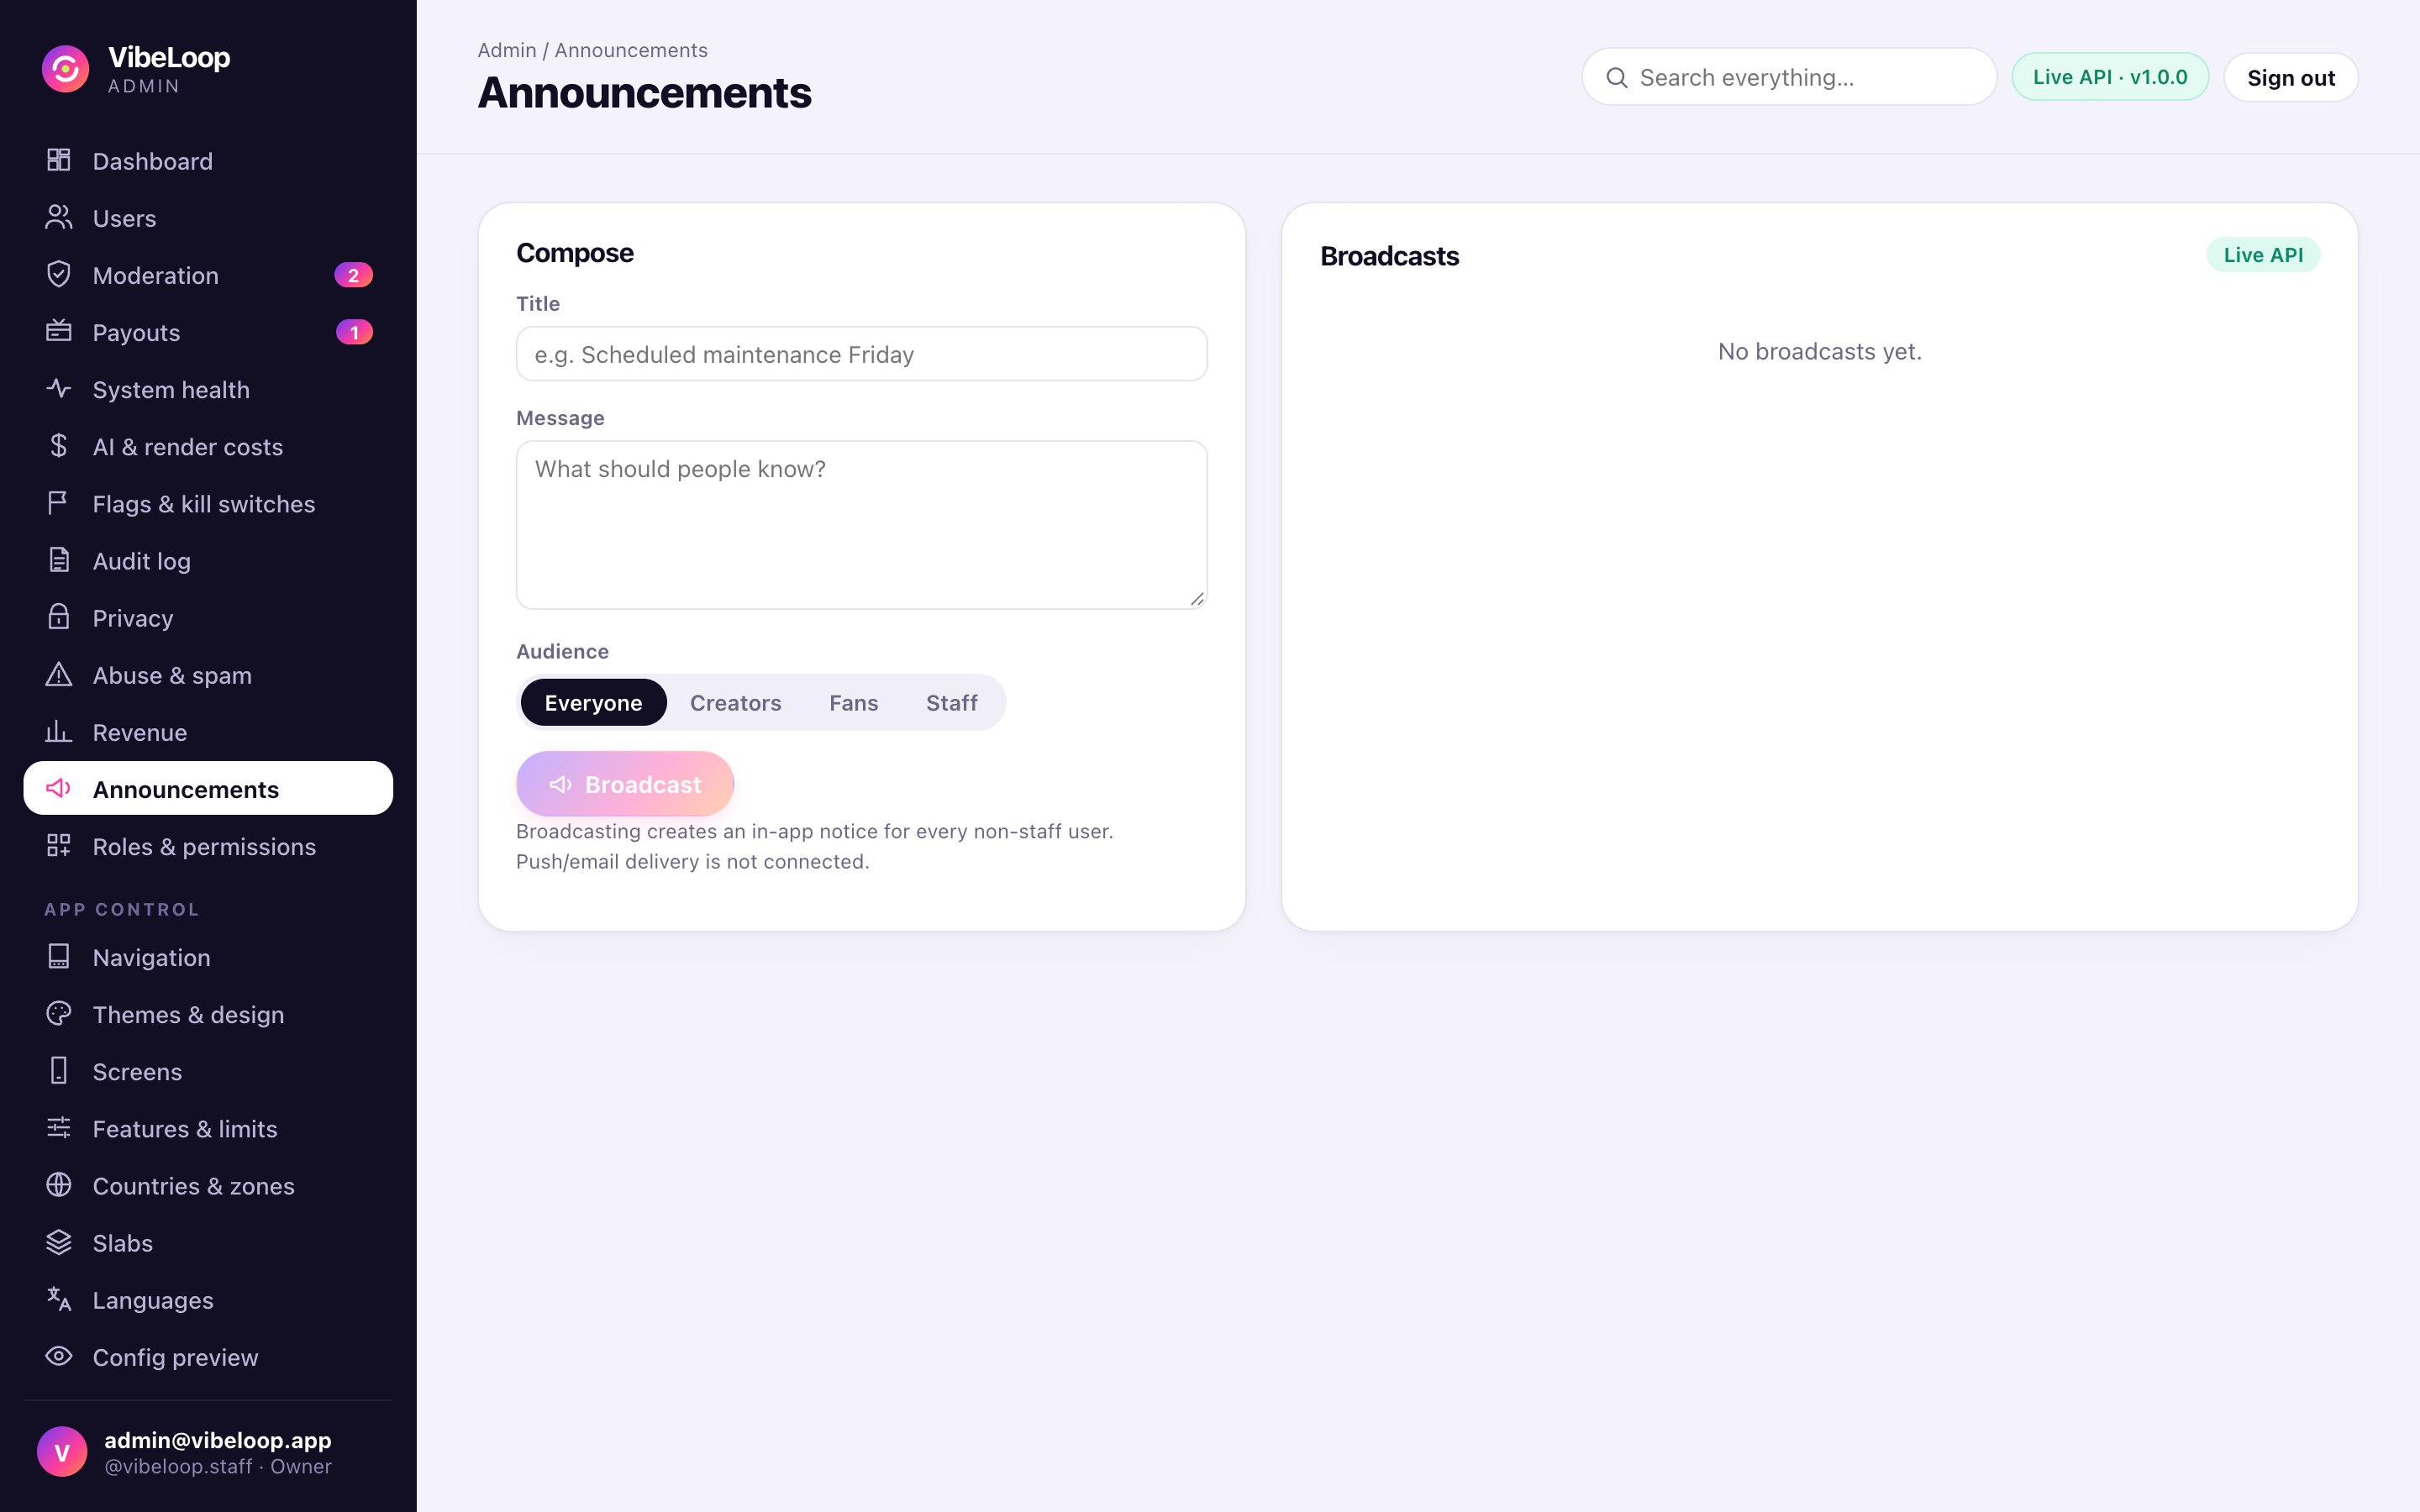 VibeLoop
ADMIN
Dashboard
Users
Moderation 2
Payouts 1
System health
AI & render costs
Flags & kill switches
Audit log
Privacy
Abuse & spam
Revenue
Announcements
Roles & permissions
APP CONTROL
Navigation
Themes & design
Screens
Features & limits
Countries & zones
Slabs
Languages
Config preview
V
admin@vibeloop.app
@vibeloop.staff · Owner
Admin / Announcements
Announcements
Search everything...
Live API · v1.0.0
Sign out
Compose
Title
e.g. Scheduled maintenance Friday
Message
What should people know?
Audience
Everyone Creators Fans Staff
Broadcast
Broadcasting creates an in-app notice for every non-staff user.
Push/email delivery is not connected.
Broadcasts
Live API
No broadcasts yet.